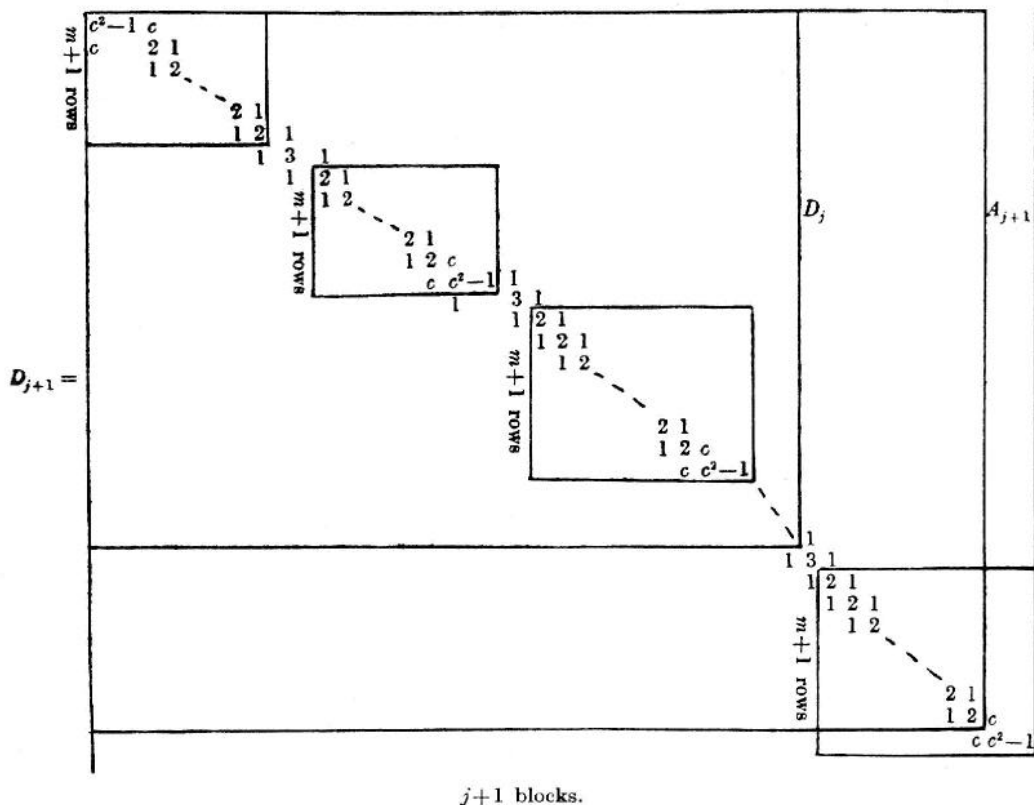 c²—1 c
c 2 1
1 2
2 1
1 2 1
1 3 1
1 2 1
1 2
2 1
1 2 c
c c²—1 1
1 3 1
1 2 1
1 2 1
1 2
2 1
1 2 c
c c²—1
1
1 3 1
1 2 1
1 2 1
1 2
2 1
1 2 c
c c²—1
m+1 rows
m+1 rows
m+1 rows
m+1 rows
D_j
A_{j+1}
D_{j+1} =
j+1 blocks.